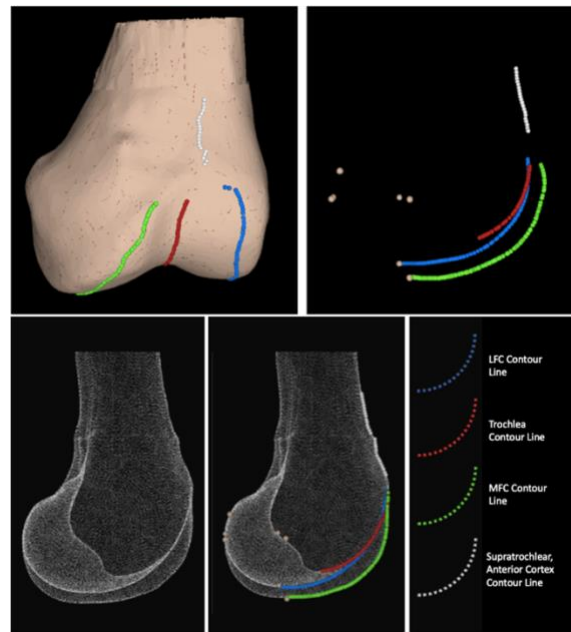 LFC Contour
Line
Trochlea
Contour Line
MFC Contour
Line
Supratrochlear,
Anterior Cortex
Contour Line